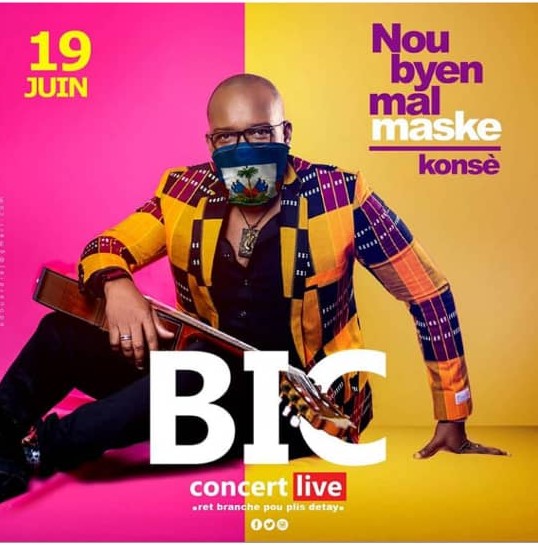 19
JUIN
Nou
byen
mal
maske
konsè
BIC
concert live
.ret branche pou plis detay.